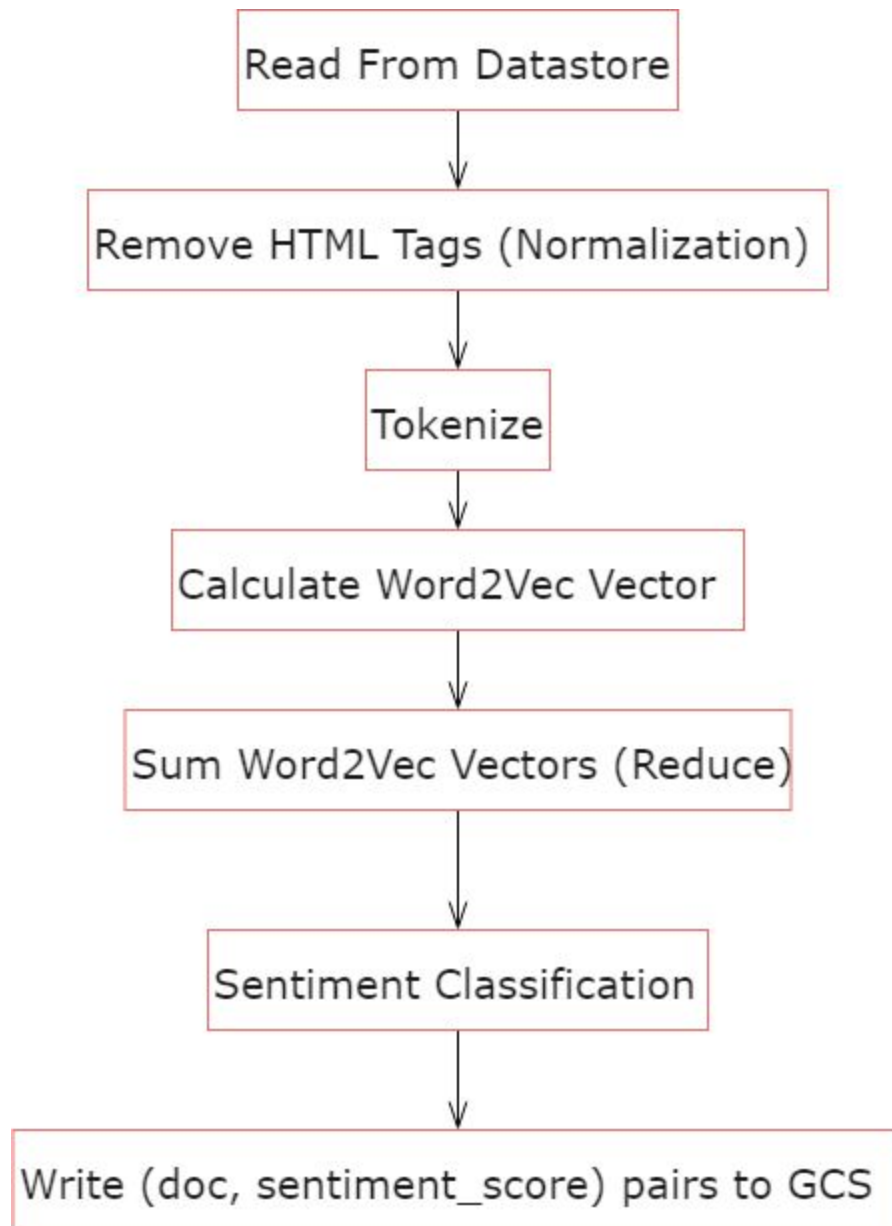 Read From Datastore
Remove HTML Tags (Normalization)
Tokenize
Calculate Word2Vec Vector
Sum Word2Vec Vectors (Reduce)
Sentiment Classification
Write (doc, sentiment_score) pairs to GCS